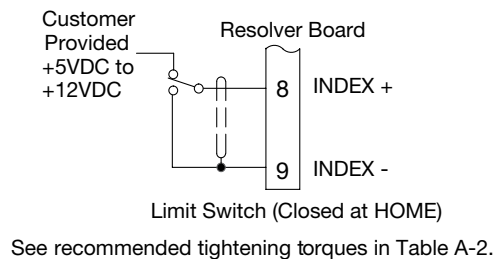 Customer
Provided
+5VDC to
+12VDC
Resolver Board
8 INDEX +
9 INDEX -
Limit Switch (Closed at HOME)
See recommended tightening torques in Table A-2.